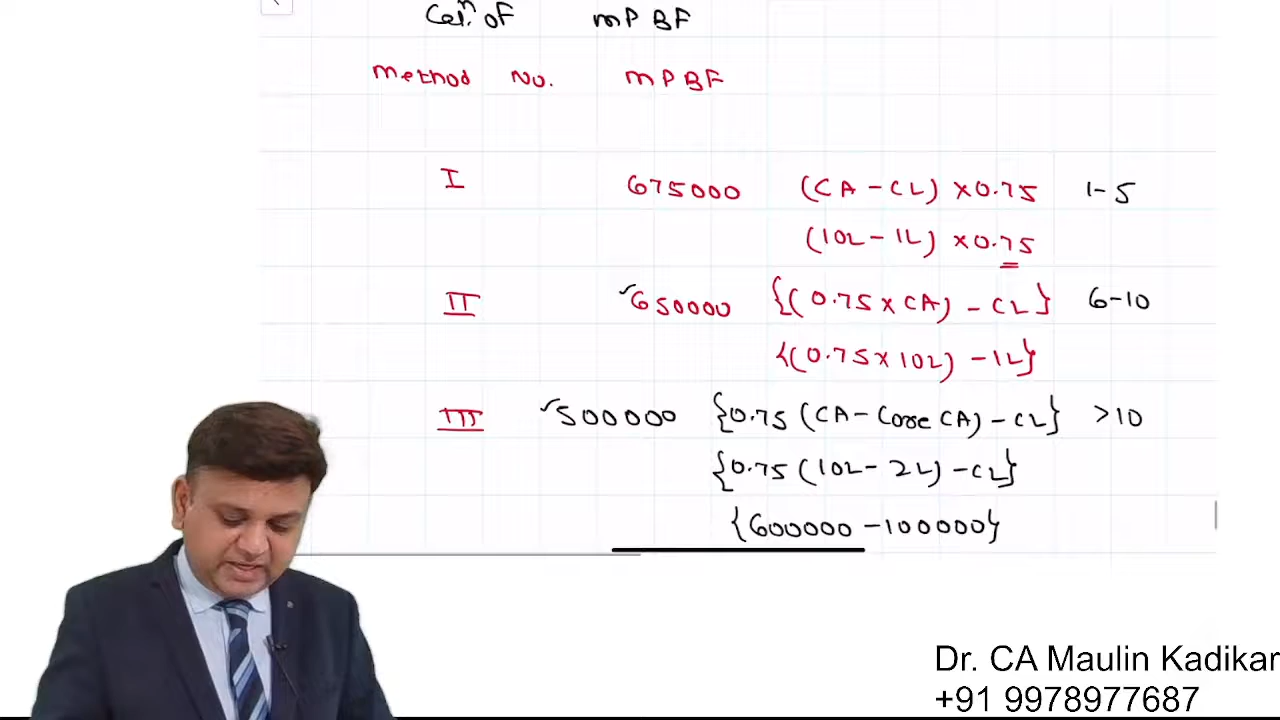 Caln. of MPBF
Method No. MPBF
I 675000 (CA - CL) × 0.75 1-5
(10L - 1L) × 0.75
II ✓650000 {(0.75 × CA) - CL} 6-10
{(0.75 × 10L) - 1L}
III ✓500000 {0.75 (CA - Core CA) - CL} >10
{0.75 (10L - 2L) - CL}
{600000 - 100000}
Dr. CA Maulin Kadikar
+91 9978977687